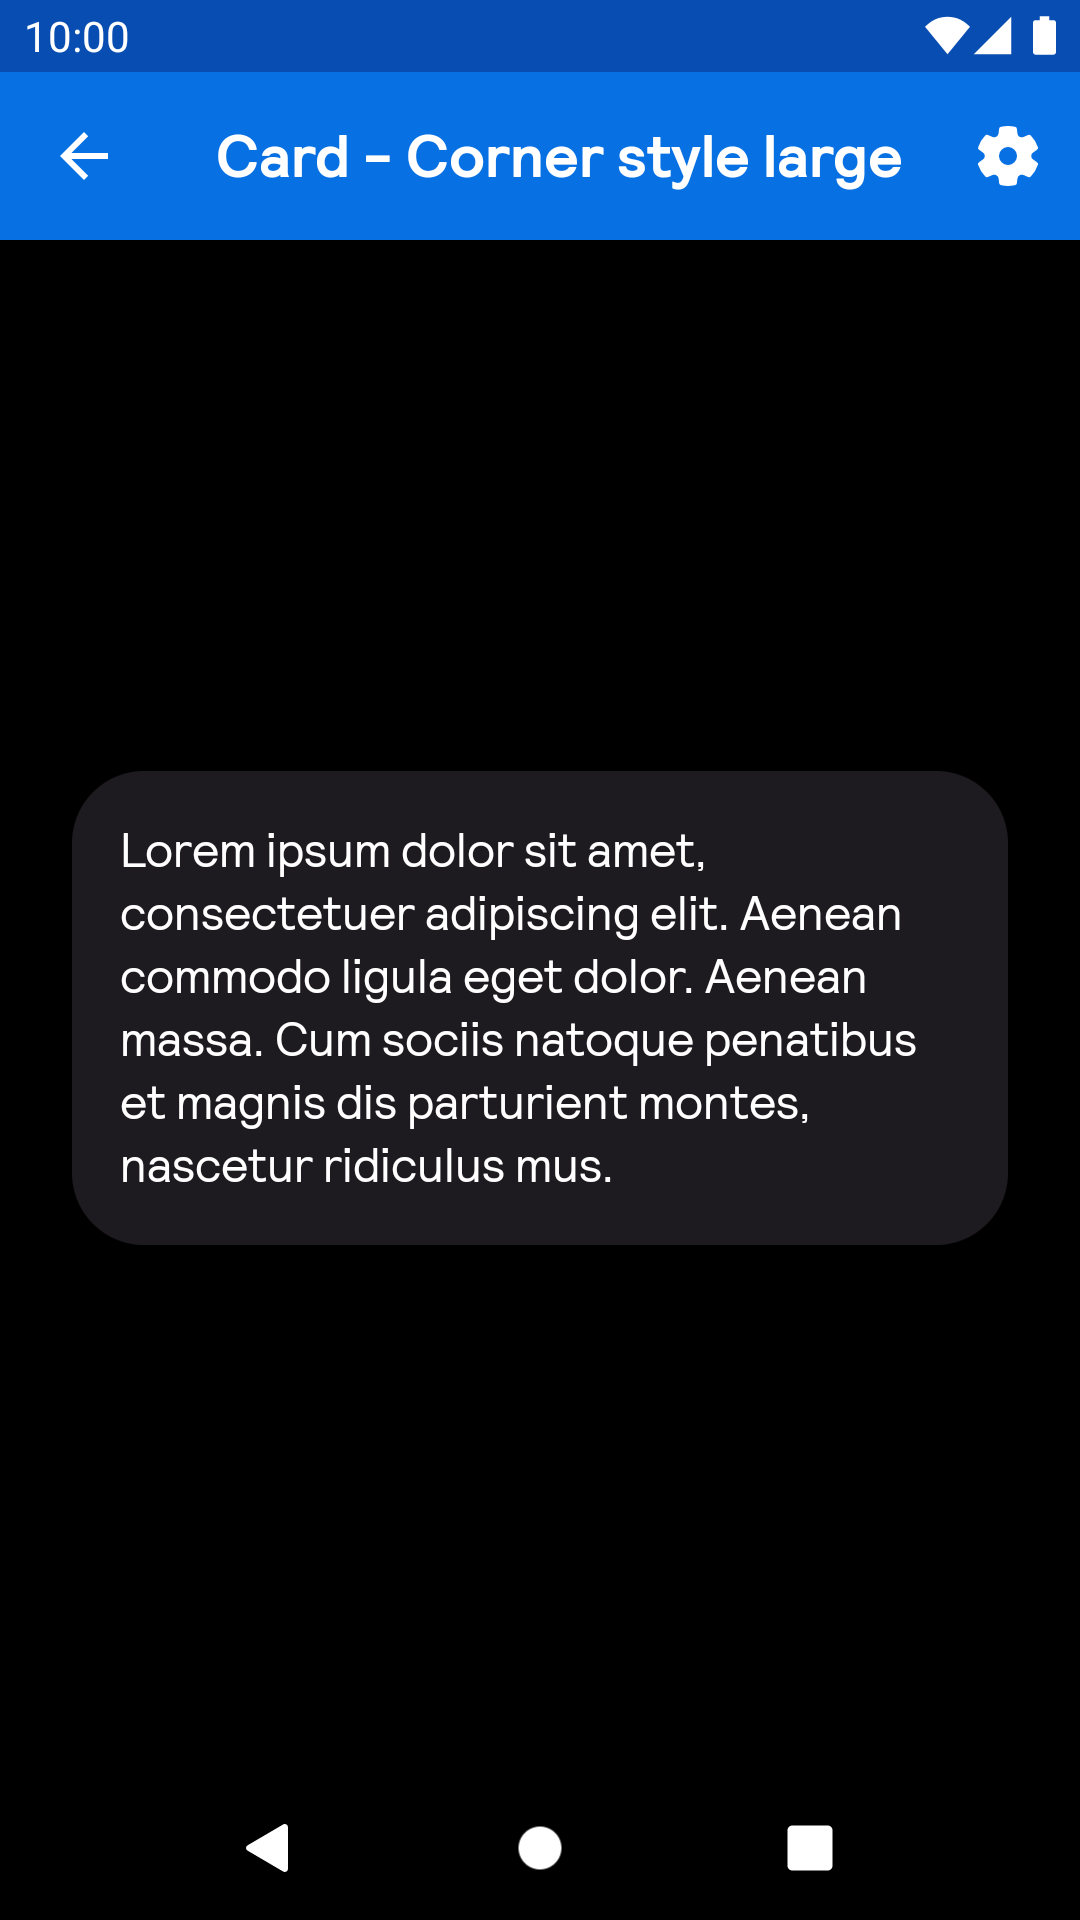 10:00
Card - Corner style large
Lorem ipsum dolor sit amet,
consectetuer adipiscing elit. Aenean
commodo ligula eget dolor. Aenean
massa. Cum sociis natoque penatibus
et magnis dis parturient montes,
nascetur ridiculus mus.